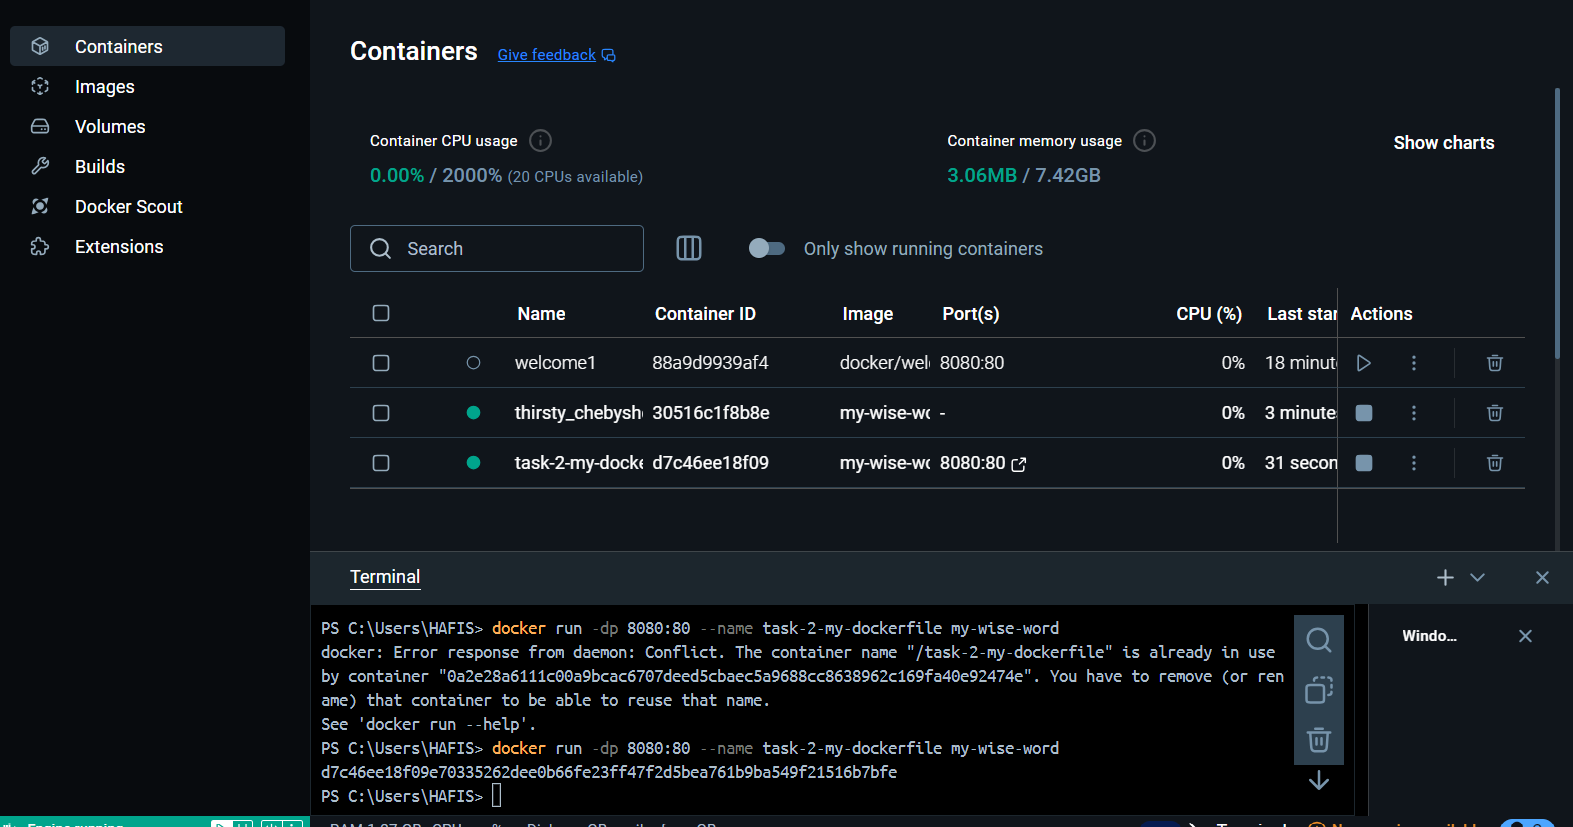 Containers
Images
Volumes
Builds
Docker Scout
Extensions
Containers Give feedback
Container CPU usage
0.00% / 2000% (20 CPUs available)
Container memory usage
3.06MB / 7.42GB
Show charts
Search
Only show running containers
Name Container ID Image Port(s) CPU (%) Last star Actions
welcome1 88a9d9939af4 docker/wel 8080:80 0% 18 minut
thirsty_chebysh 30516c1f8b8e my-wise-wo - 0% 3 minute
task-2-my-docke d7c46ee18f09 my-wise-wo 8080:80 0% 31 secon
Terminal
PS C:\Users\HAFIS> docker run -dp 8080:80 --name task-2-my-dockerfile my-wise-word
docker: Error response from daemon: Conflict. The container name "/task-2-my-dockerfile" is already in use
by container "0a2e28a6111c00a9bcac6707deed5cbaec5a9688cc8638962c169fa40e92474e". You have to remove (or ren
ame) that container to be able to reuse that name.
See 'docker run --help'.
PS C:\Users\HAFIS> docker run -dp 8080:80 --name task-2-my-dockerfile my-wise-word
d7c46ee18f09e70335262dee0b66fe23ff47f2d5bea761b9ba549f21516b7bfe
PS C:\Users\HAFIS>
Windo...